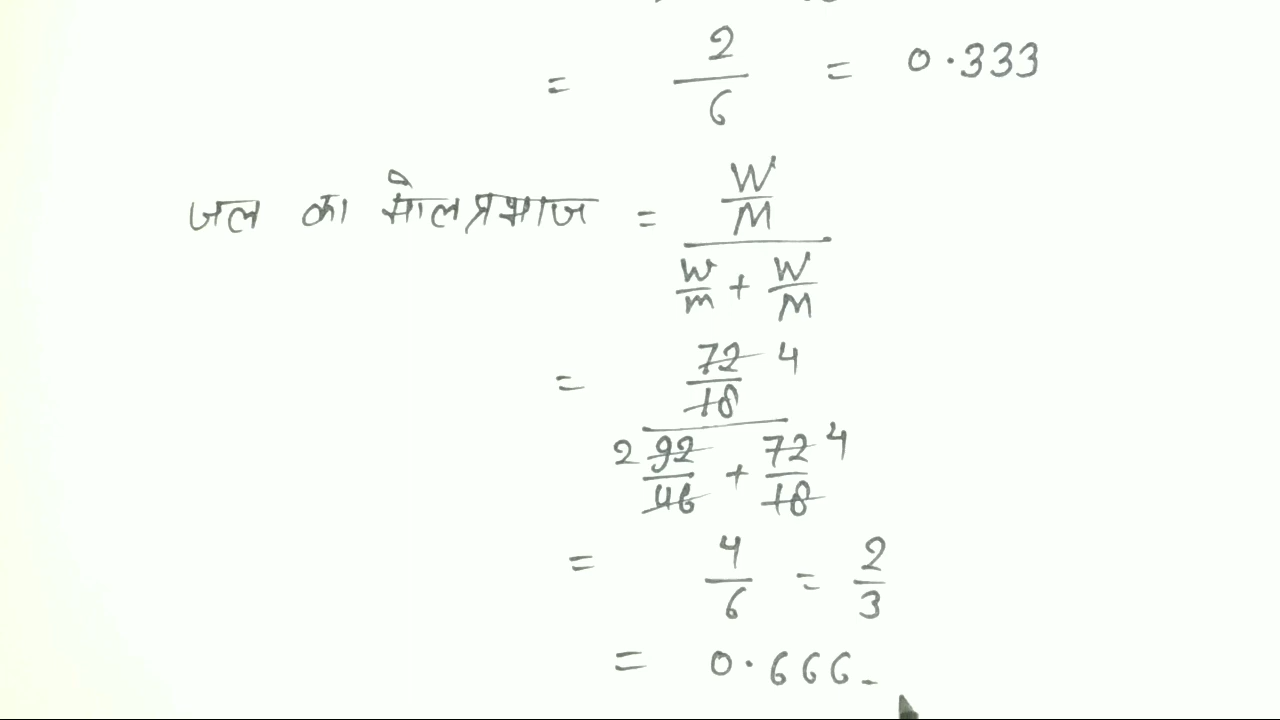 = 2/6 = 0.333
जल का मोलप्रभाज = (W/M) / (w/m + W/M)
= (72/18) 4 / (2 92/46 + 72/18 4)
= 4/6 = 2/3
= 0.666-